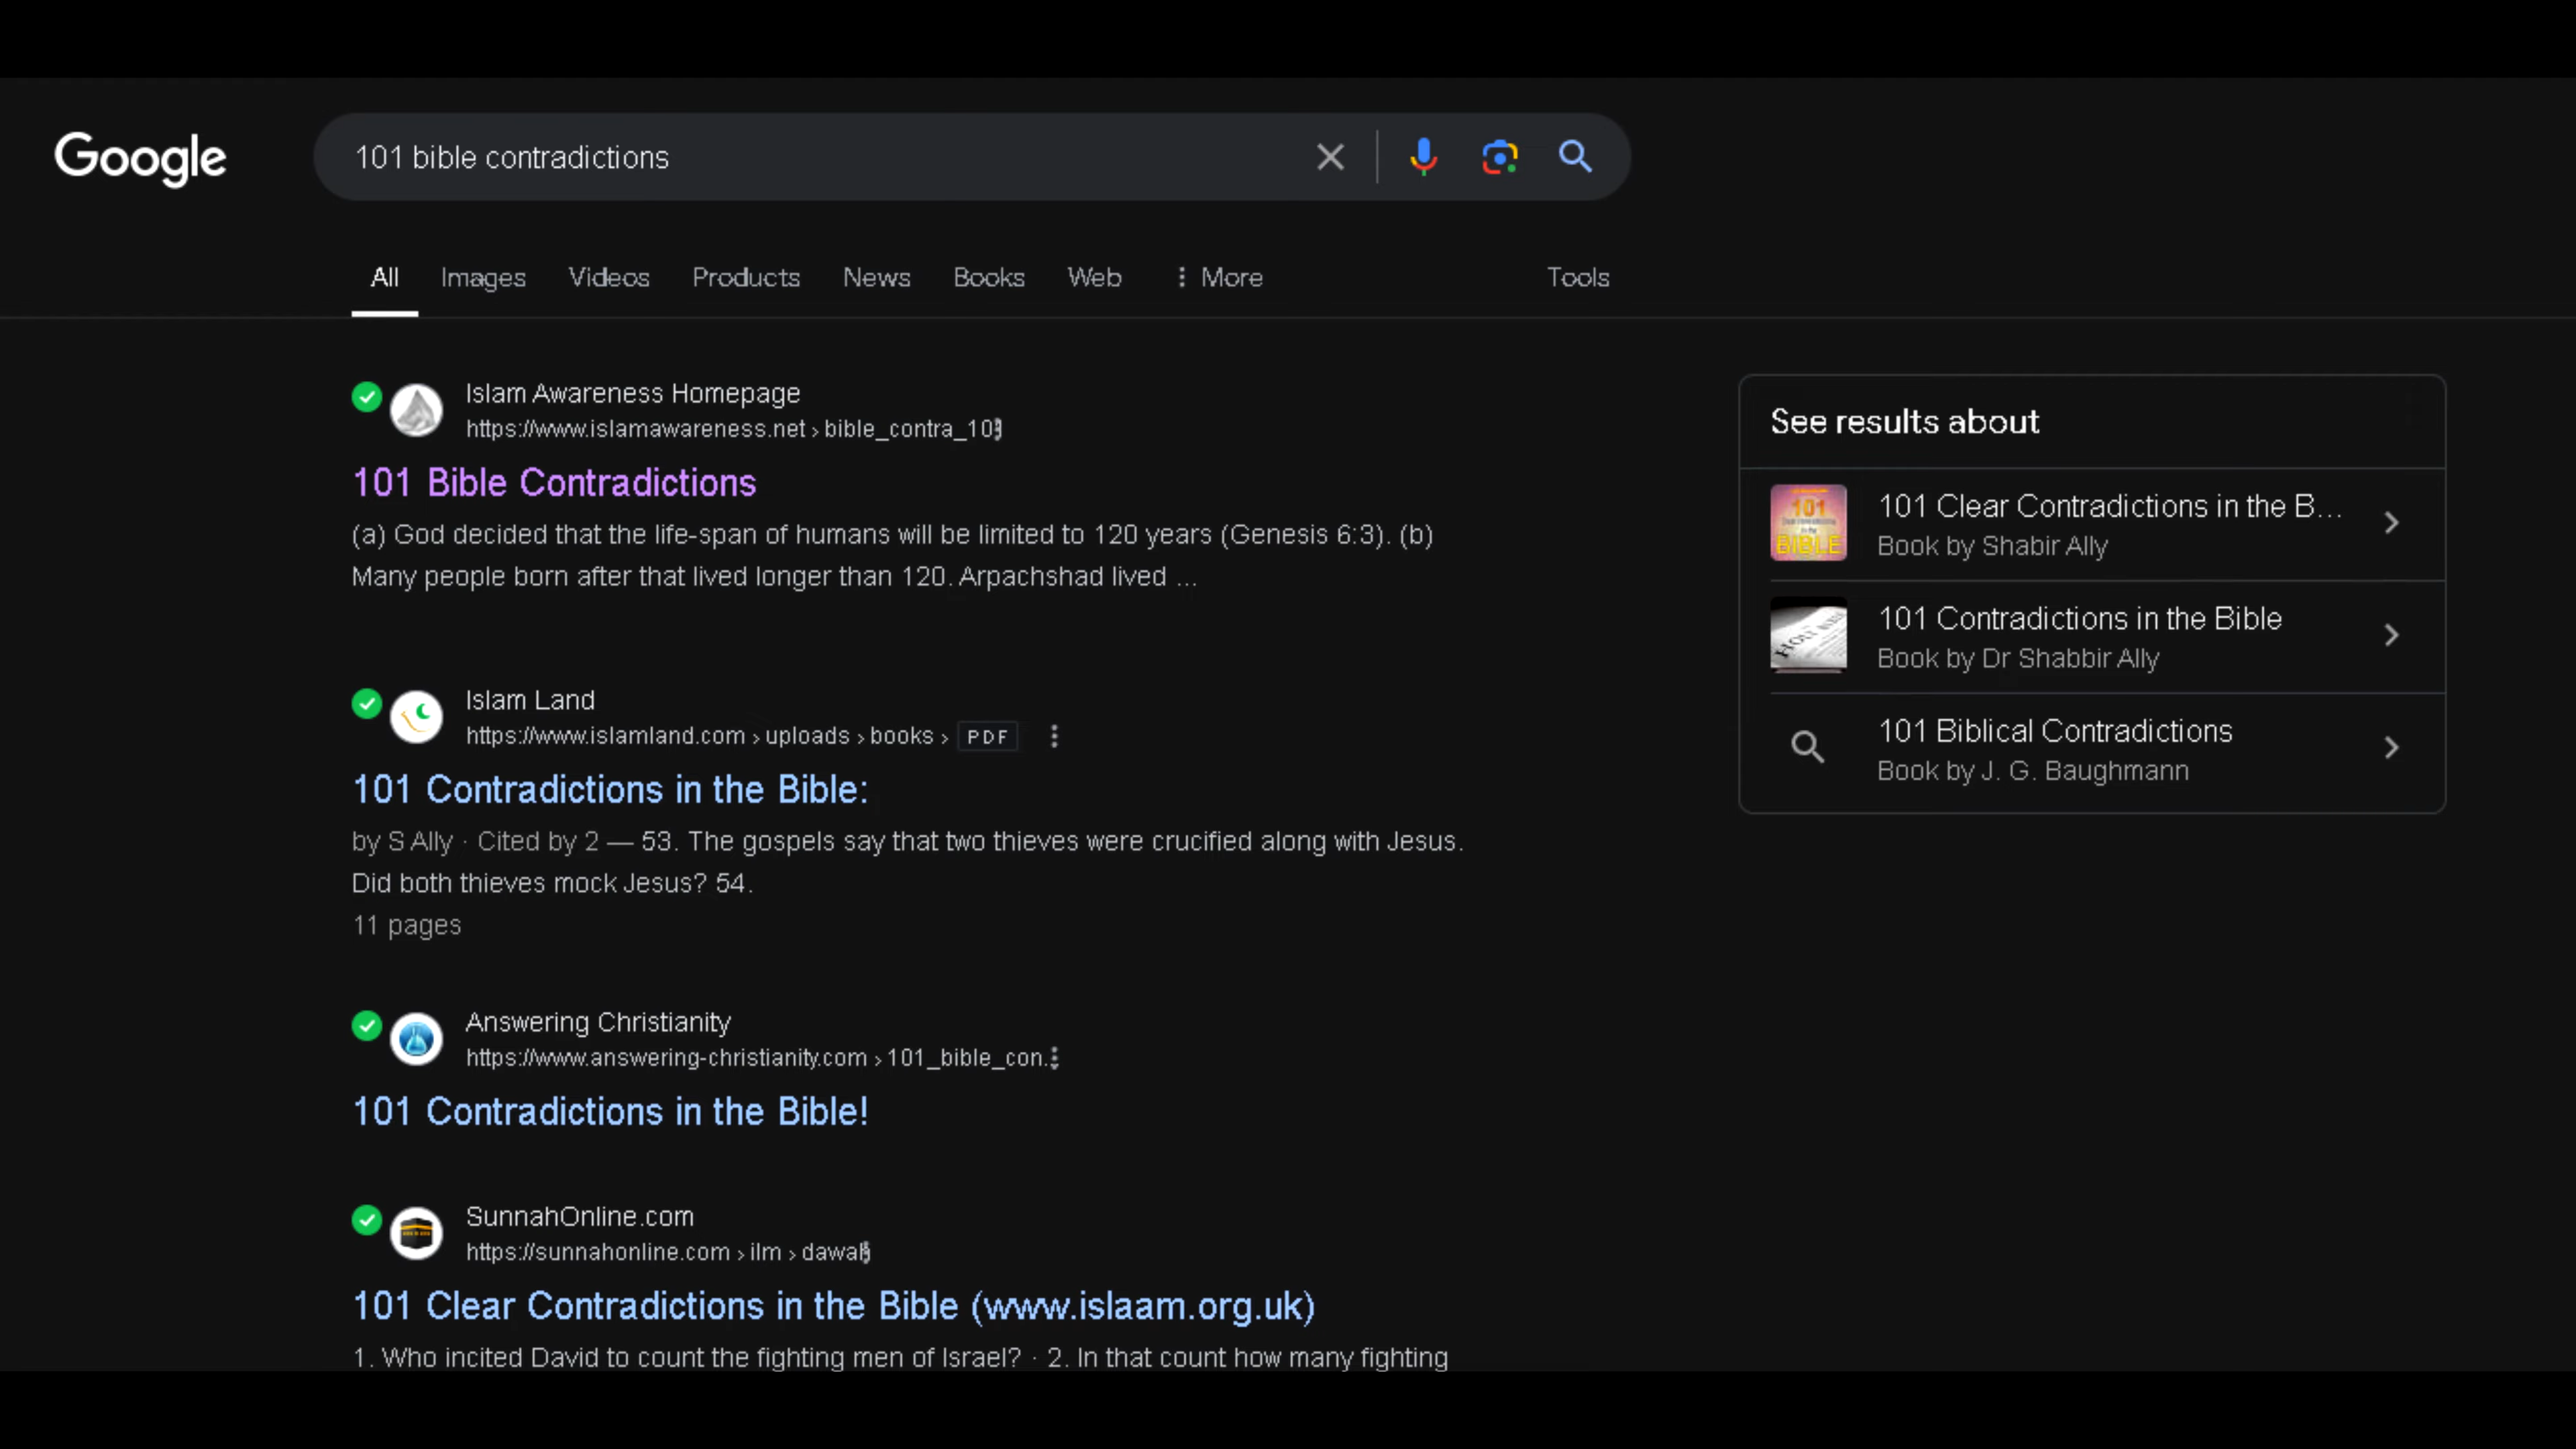 Google
101 bible contradictions
All Images Videos Products News Books Web More Tools
Islam Awareness Homepage
https://www.islamawareness.net › bible_contra_101
101 Bible Contradictions
(a) God decided that the life-span of humans will be limited to 120 years (Genesis 6:3). (b)
Many people born after that lived longer than 120. Arpachshad lived ...
Islam Land
https://www.islamland.com › uploads › books › PDF
101 Contradictions in the Bible:
by S Ally · Cited by 2 — 53. The gospels say that two thieves were crucified along with Jesus.
Did both thieves mock Jesus? 54.
11 pages
Answering Christianity
https://www.answering-christianity.com › 101_bible_con...
101 Contradictions in the Bible!
SunnahOnline.com
https://sunnahonline.com › ilm › dawah
101 Clear Contradictions in the Bible (www.islaam.org.uk)
1. Who incited David to count the fighting men of Israel? · 2. In that count how many fighting
See results about
101 Clear Contradictions in the B...
Book by Shabir Ally
101 Contradictions in the Bible
Book by Dr Shabbir Ally
101 Biblical Contradictions
Book by J. G. Baughmann
101
BIBLE
HOLY BIBLE